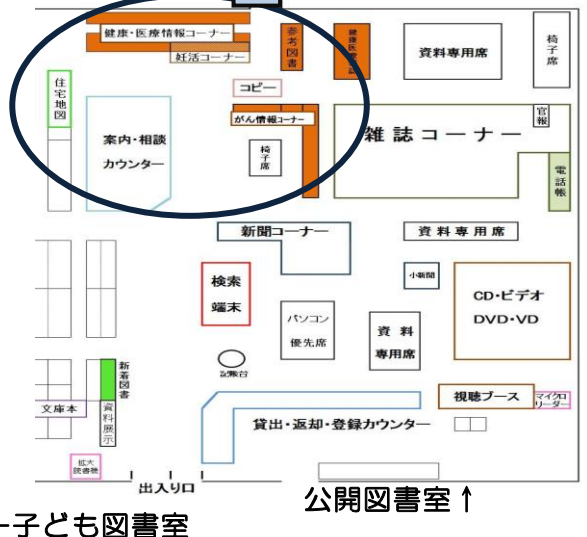 健康・医療情報コーナー
妊活コーナー
参考図書
資料専用席
椅子席
住宅地図
コピー
がん情報コーナー
案内・相談
カウンター
椅子席
雑誌コーナー
官報
電話帳
新聞コーナー
資料専用席
検索
端末
小新聞
CD・ビデオ
DVD・VD
パソコン
優先席
資料
専用席
記載台
新着図書
文庫本
資料展示
視聴ブース
マイクロ
リーダー
貸出・返却・登録カウンター
拡大
読書機
出入り口
公開図書室↑
子ども図書室